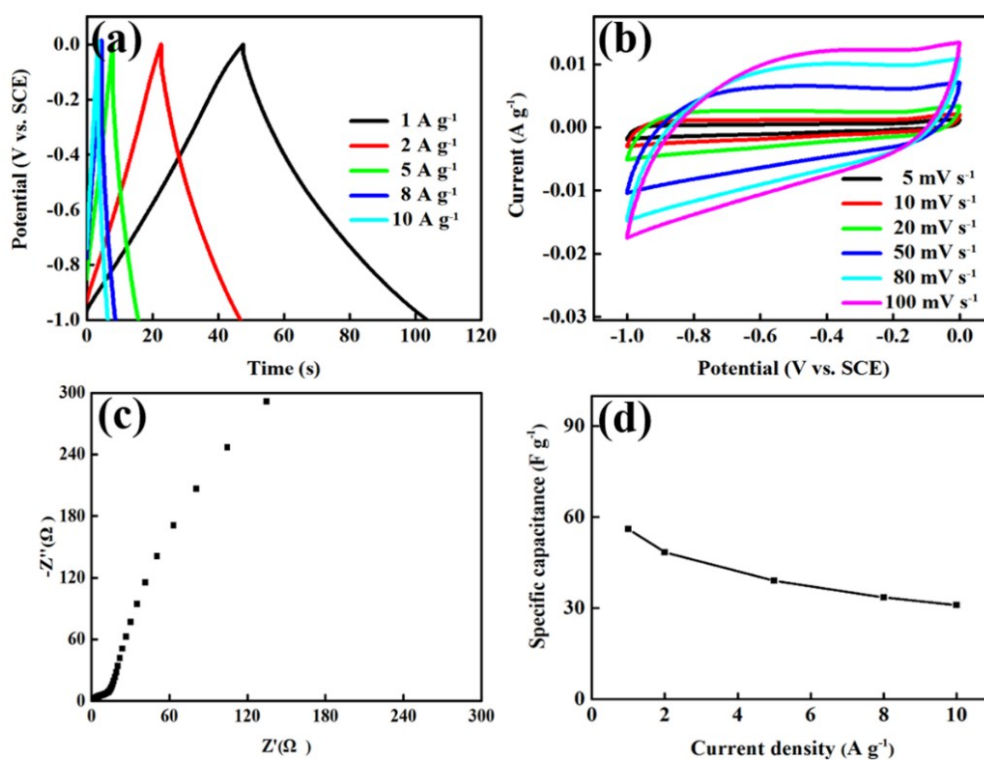 (a)
Potential (V vs. SCE)
0.0
-0.2
-0.4
-0.6
-0.8
-1.0
1 A g⁻¹
2 A g⁻¹
5 A g⁻¹
8 A g⁻¹
10 A g⁻¹
0 20 40 60 80 100 120
Time (s)
(b)
Current (A g⁻¹)
0.01
0.00
-0.01
-0.02
-0.03
5 mV s⁻¹
10 mV s⁻¹
20 mV s⁻¹
50 mV s⁻¹
80 mV s⁻¹
100 mV s⁻¹
-1.0 -0.8 -0.6 -0.4 -0.2 0.0
Potential (V vs. SCE)
(c)
-Z''(Ω)
300
240
180
120
60
0
0 60 120 180 240 300
Z'(Ω )
(d)
Specific capacitance (F g⁻¹)
90
60
30
0
0 2 4 6 8 10
Current density (A g⁻¹)